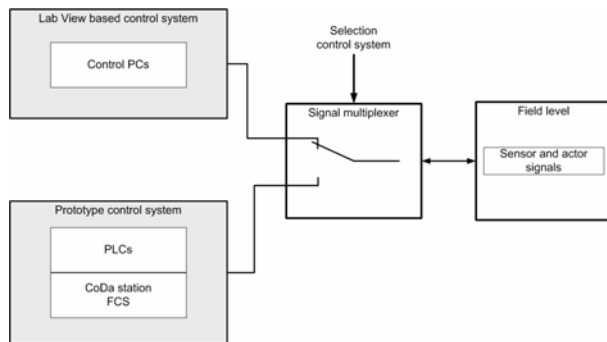 Lab View based control system
Control PCs
Selection
control system
Signal multiplexer
Field level
Sensor and actor
signals
Prototype control system
PLCs
CoDa station
FCS